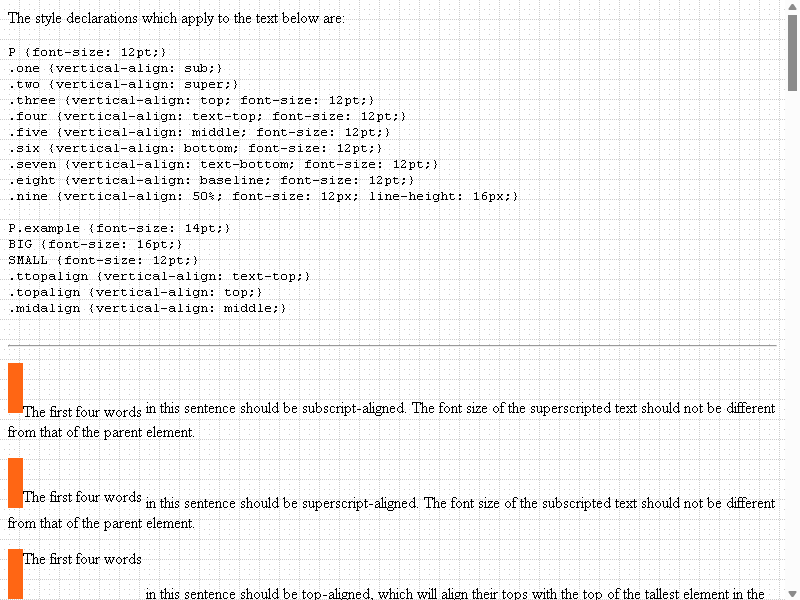 The style declarations which apply to the text below are:
P {font-size: 12pt;}
.one {vertical-align: sub;}
.two {vertical-align: super;}
.three {vertical-align: top; font-size: 12pt;}
.four {vertical-align: text-top; font-size: 12pt;}
.five {vertical-align: middle; font-size: 12pt;}
.six {vertical-align: bottom; font-size: 12pt;}
.seven {vertical-align: text-bottom; font-size: 12pt;}
.eight {vertical-align: baseline; font-size: 12pt;}
.nine {vertical-align: 50%; font-size: 12px; line-height: 16px;}
P.example {font-size: 14pt;}
BIG {font-size: 16pt;}
SMALL {font-size: 12pt;}
.ttopalign {vertical-align: text-top;}
.topalign {vertical-align: top;}
.midalign {vertical-align: middle;}
The first four words in this sentence should be subscript-aligned. The font size of the superscripted text should not be different
from that of the parent element.
The first four words in this sentence should be superscript-aligned. The font size of the subscripted text should not be different
from that of the parent element.
The first four words
in this sentence should be top-aligned, which will align their tops with the top of the tallest element in the